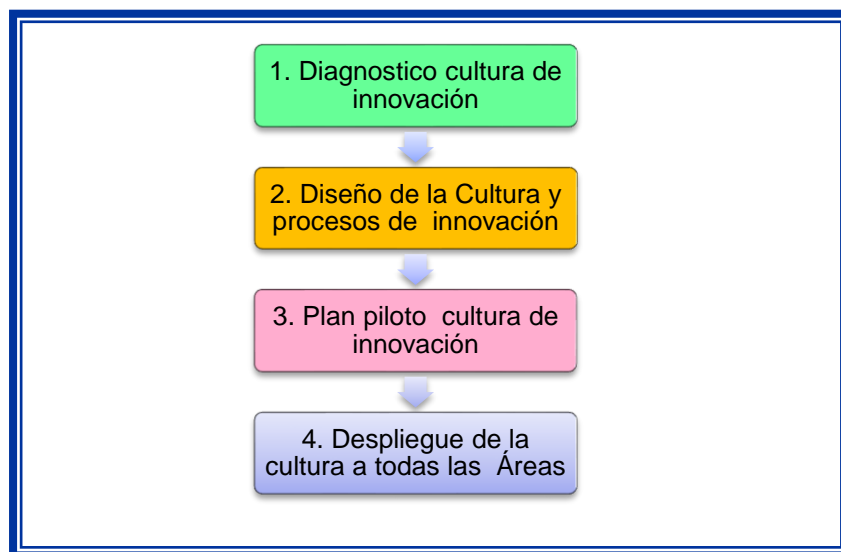 1. Diagnostico cultura de
innovación
2. Diseño de la Cultura y
procesos de innovación
3. Plan piloto cultura de
innovación
4. Despliegue de la
cultura a todas las Áreas